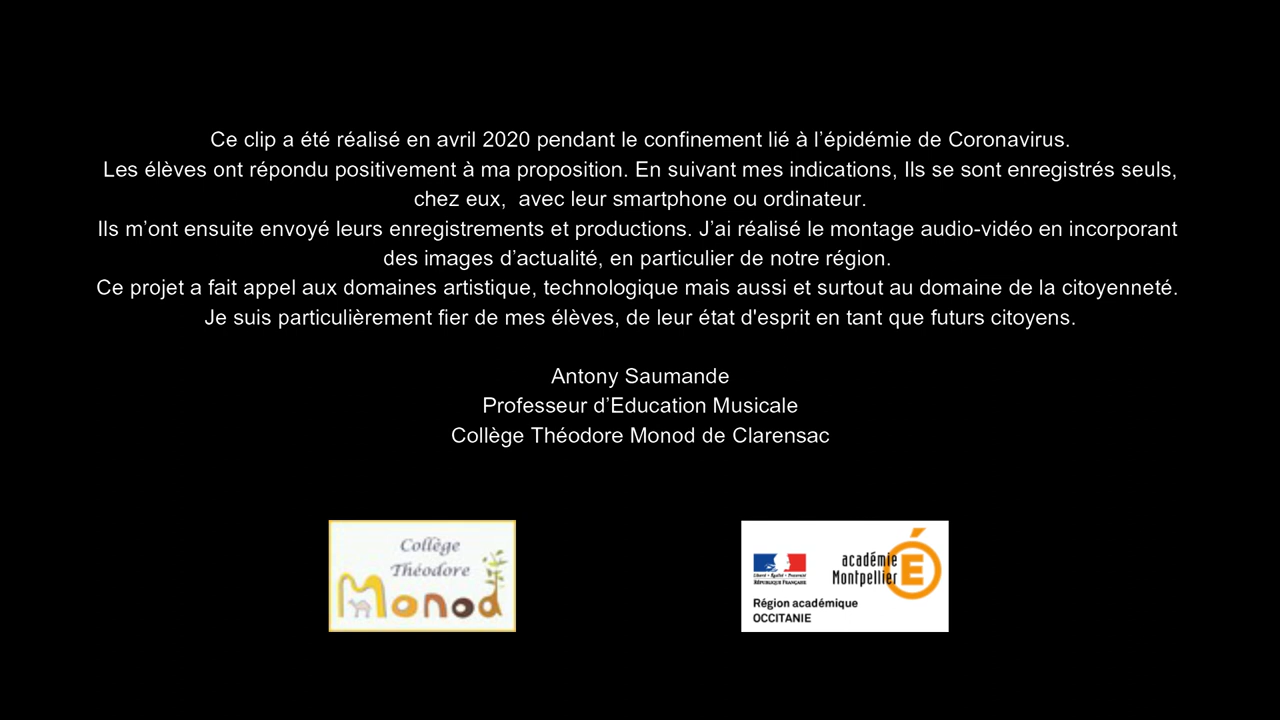 Ce clip a été réalisé en avril 2020 pendant le confinement lié à l’épidémie de Coronavirus.
Les élèves ont répondu positivement à ma proposition. En suivant mes indications, Ils se sont enregistrés seuls,
chez eux,  avec leur smartphone ou ordinateur.
Ils m’ont ensuite envoyé leurs enregistrements et productions. J’ai réalisé le montage audio-vidéo en incorporant
des images d’actualité, en particulier de notre région.
Ce projet a fait appel aux domaines artistique, technologique mais aussi et surtout au domaine de la citoyenneté.
Je suis particulièrement fier de mes élèves, de leur état d'esprit en tant que futurs citoyens.
Antony Saumande
Professeur d’Education Musicale
Collège Théodore Monod de Clarensac
Collège
Théodore
Monod
Liberté • Égalité • Fraternité
RÉPUBLIQUE FRANÇAISE
académie
Montpellier
É
Région académique
OCCITANIE